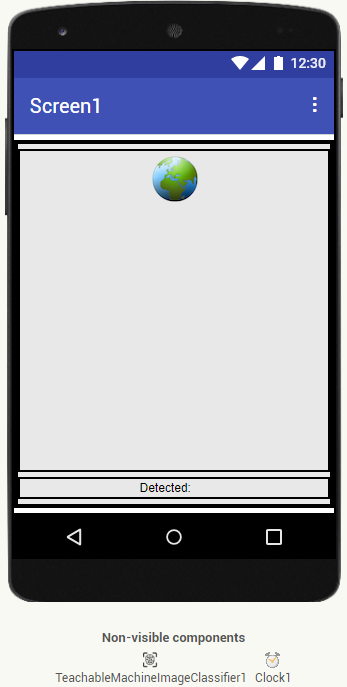 12:30
Screen1
Detected:
Non-visible components
TeachableMachineImageClassifier1 Clock1